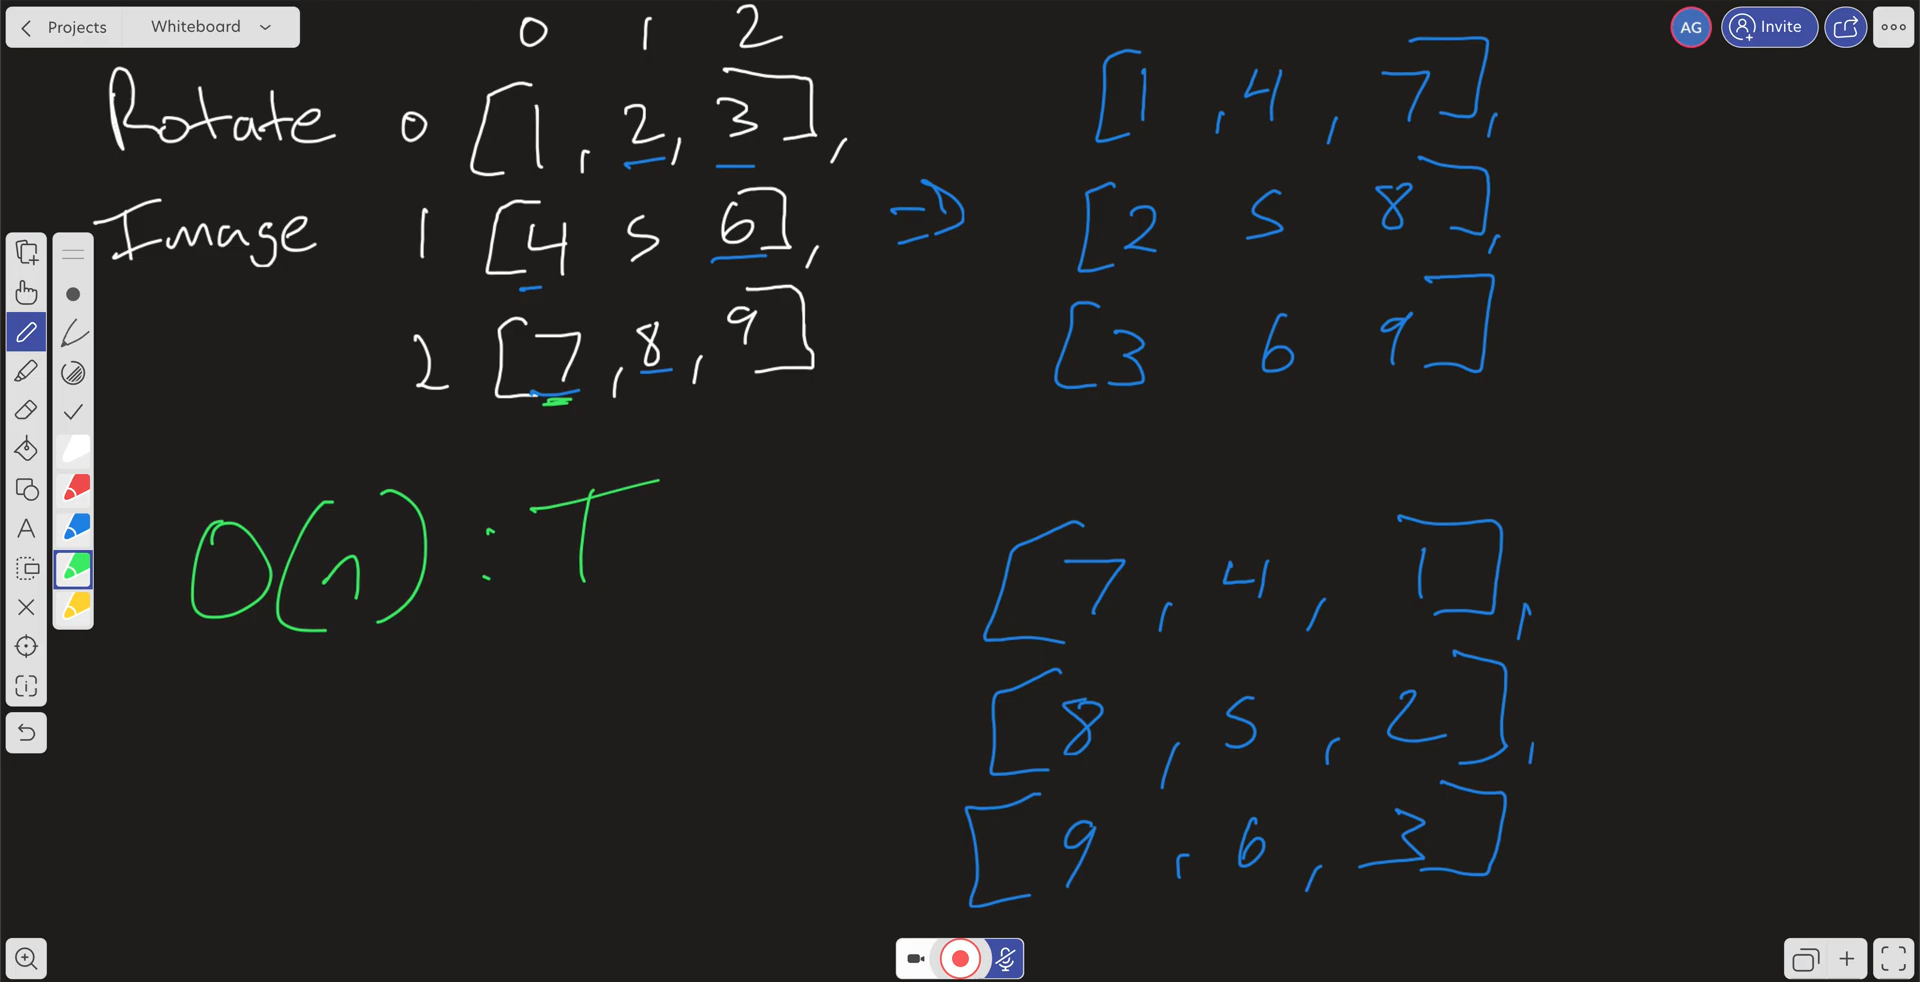 Projects Whiteboard
AG Invite
0 1 2
Rotate 0 [1, 2, 3],
Image 1 [4 5 6],
2 [7, 8, 9]
[1, 4, 7],
[2 5 8],
[3 6 9]
O(n) : T
[7, 4, 1],
[8, 5, 2],
[9, 6, 3]
A